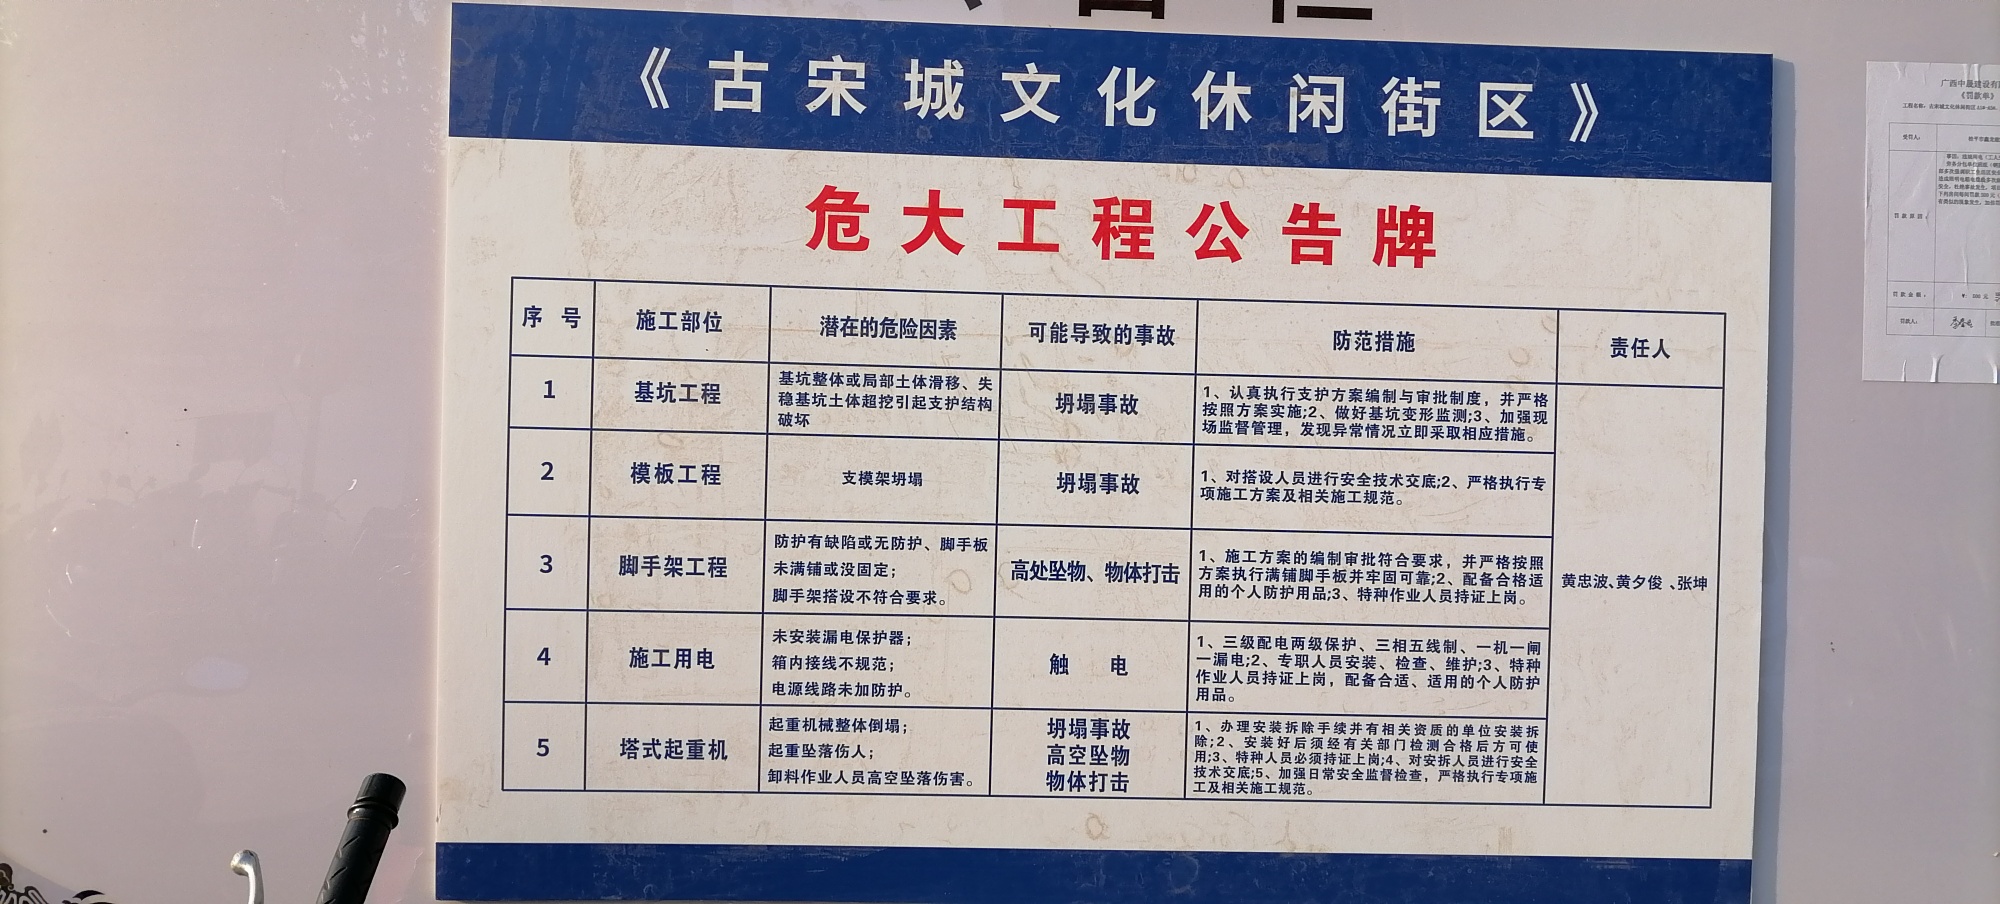 《古宋城文化休闲街区》
危大工程公告牌
序 号
施工部位
潜在的危险因素
可能导致的事故
防范措施
责任人
1
基坑工程
基坑整体或局部土体滑移、失
稳基坑土体超挖引起支护结构
破坏
坍塌事故
1、认真执行支护方案编制与审批制度，并严格
按照方案实施;2、做好基坑变形监测;3、加强现
场监督管理，发现异常情况立即采取相应措施。
2
模板工程
支模架坍塌
坍塌事故
1、对搭设人员进行安全技术交底;2、严格执行专
项施工方案及相关施工规范。
3
脚手架工程
防护有缺陷或无防护、脚手板
未满铺或没固定；
脚手架搭设不符合要求。
高处坠物、物体打击
1、施工方案的编制审批符合要求，并严格按照
方案执行满铺脚手板并牢固可靠;2、配备合格适
用的个人防护用品;3、特种作业人员持证上岗。
黄忠波、黄夕俊 、张坤
4
施工用电
未安装漏电保护器；
箱内接线不规范；
电源线路未加防护。
触 电
1、三级配电两级保护、三相五线制、一机一闸
一漏电;2、专职人员安装、检查、维护;3、特种
作业人员持证上岗，配备合适、适用的个人防护
用品。
5
塔式起重机
起重机械整体倒塌；
起重坠落伤人；
卸料作业人员高空坠落伤害。
坍塌事故
高空坠物
物体打击
1、办理安装拆除手续并有相关资质的单位安装拆
除;2、安装好后须经有关部门检测合格后方可使
用;3、特种人员必须持证上岗;4、对安拆人员进行安全
技术交底;5、加强日常安全监督检查，严格执行专项施
工及相关施工规范。
广西中晟建设有
《罚款单》
受罚人：
罚款原因：
罚款金额：
罚款人：